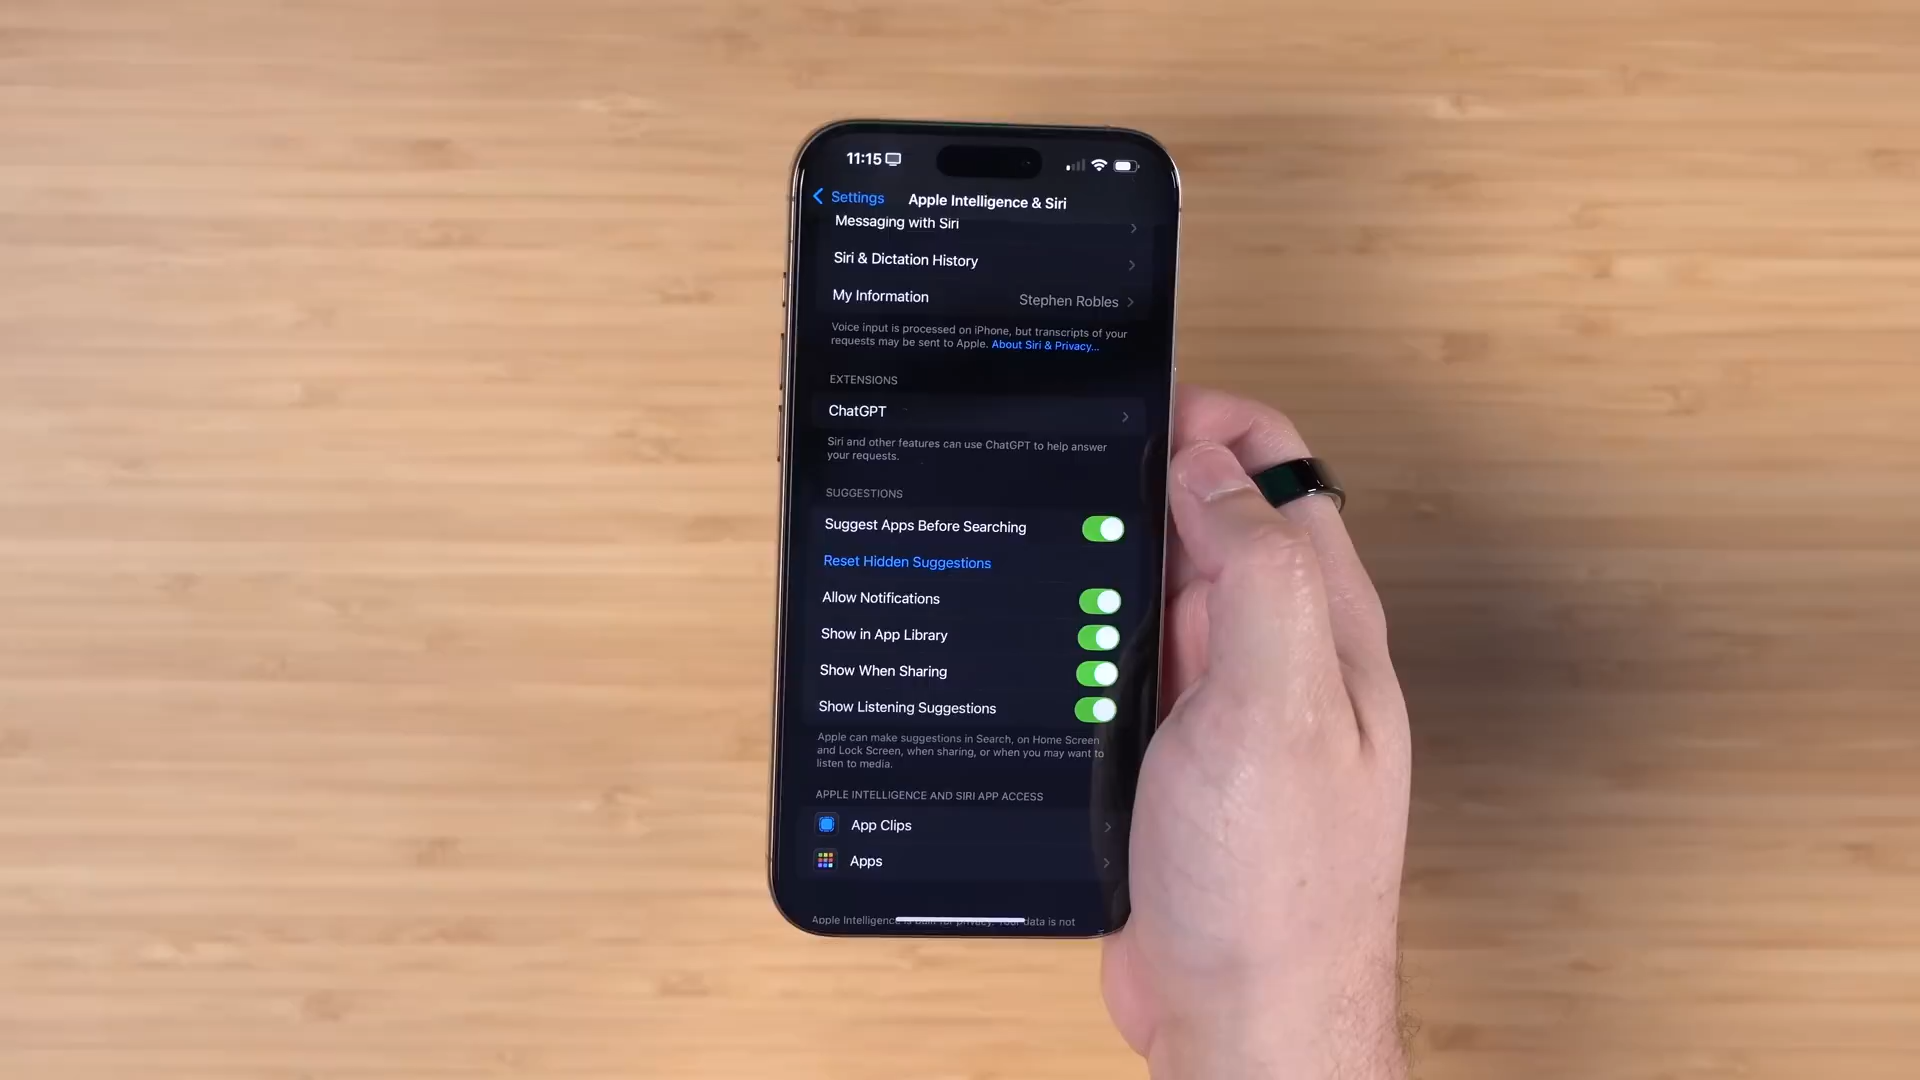 11:15
Settings
Apple Intelligence & Siri
Messaging with Siri
Siri & Dictation History
My Information
Stephen Robles
Voice input is processed on iPhone, but transcripts of your
requests may be sent to Apple. About Siri & Privacy...
EXTENSIONS
ChatGPT
Siri and other features can use ChatGPT to help answer
your requests.
SUGGESTIONS
Suggest Apps Before Searching
Reset Hidden Suggestions
Allow Notifications
Show in App Library
Show When Sharing
Show Listening Suggestions
Apple can make suggestions in Search, on Home Screen
and Lock Screen, when sharing, or when you may want to
listen to media.
APPLE INTELLIGENCE AND SIRI APP ACCESS
App Clips
Apps
Apple Intelligence is built for privacy. Your data is not